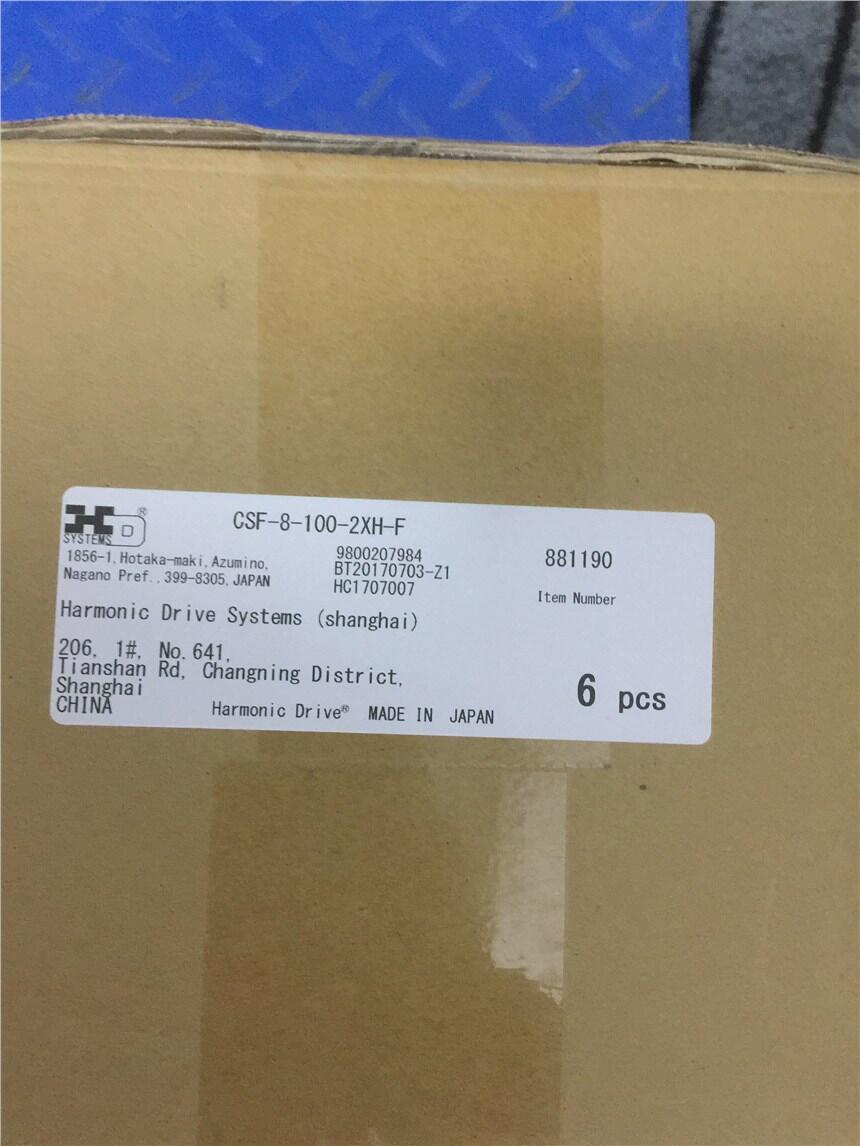 HD®
SYSTEMS
CSF-8-100-2XH-F
1856-1, Hotaka-maki, Azumino,
Nagano Pref., 399-8305, JAPAN
9800207984
BT20170703-Z1
HC1707007
881190
Item Number
Harmonic Drive Systems (shanghai)
206, 1#, No. 641,
Tianshan Rd, Changning District,
Shanghai
CHINA
Harmonic Drive® MADE IN JAPAN
6 pcs